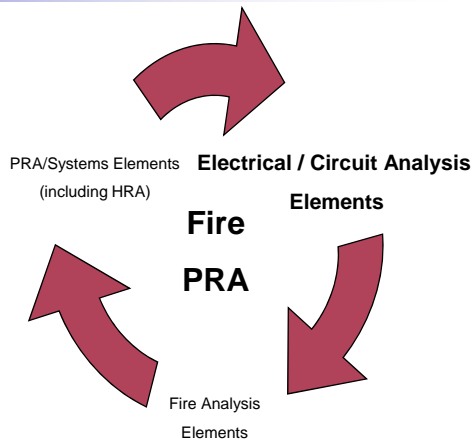 PRA/Systems Elements
(including HRA)
Electrical / Circuit Analysis
Elements
Fire
PRA
Fire Analysis
Elements